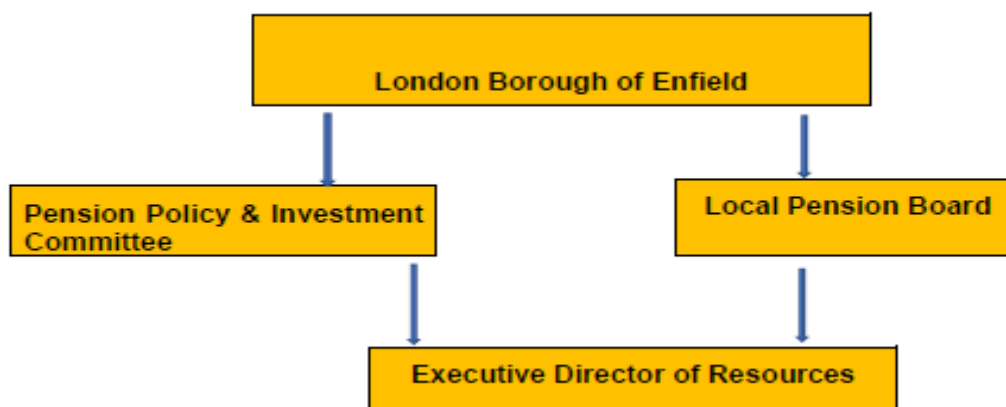 London Borough of Enfield
Pension Policy & Investment
Committee
Local Pension Board
Executive Director of Resources